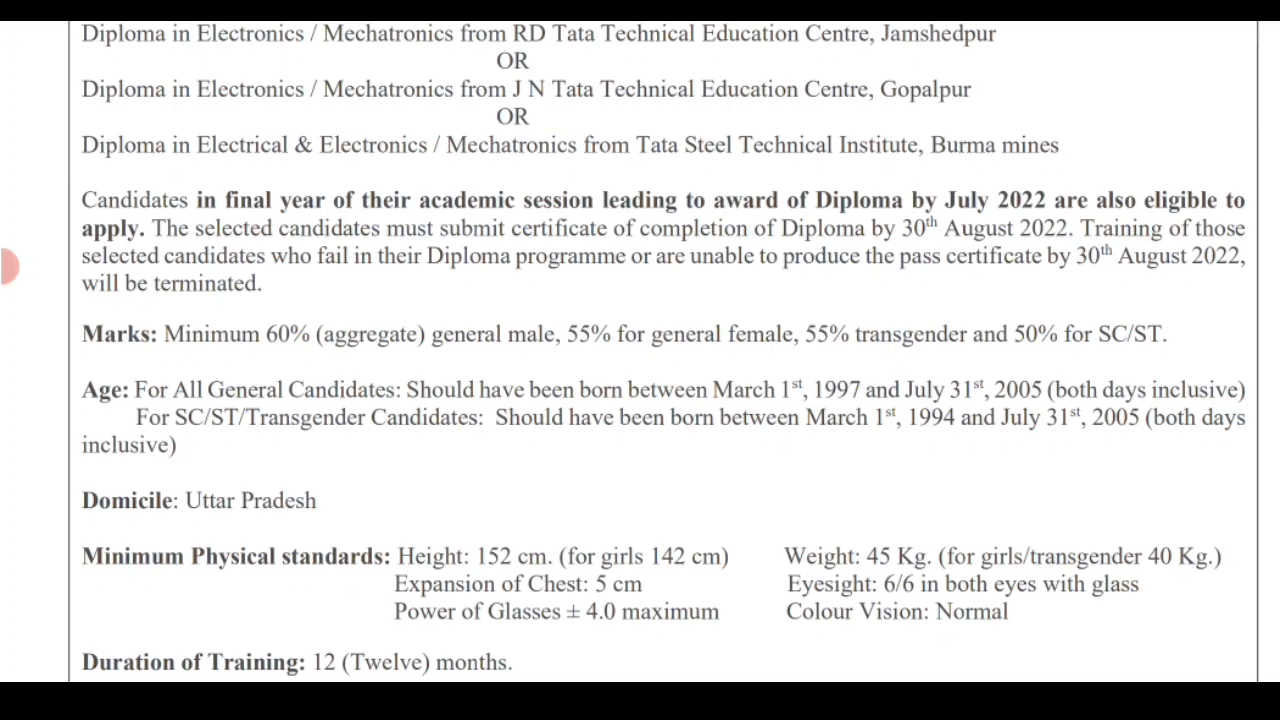 Diploma in Electronics / Mechatronics from RD Tata Technical Education Centre, Jamshedpur
OR
Diploma in Electronics / Mechatronics from J N Tata Technical Education Centre, Gopalpur
OR
Diploma in Electrical & Electronics / Mechatronics from Tata Steel Technical Institute, Burma mines
Candidates in final year of their academic session leading to award of Diploma by July 2022 are also eligible to
apply. The selected candidates must submit certificate of completion of Diploma by 30th August 2022. Training of those
selected candidates who fail in their Diploma programme or are unable to produce the pass certificate by 30th August 2022,
will be terminated.
Marks: Minimum 60% (aggregate) general male, 55% for general female, 55% transgender and 50% for SC/ST.
Age: For All General Candidates: Should have been born between March 1st, 1997 and July 31st, 2005 (both days inclusive)
For SC/ST/Transgender Candidates: Should have been born between March 1st, 1994 and July 31st, 2005 (both days
inclusive)
Domicile: Uttar Pradesh
Minimum Physical standards: Height: 152 cm. (for girls 142 cm) Weight: 45 Kg. (for girls/transgender 40 Kg.)
Expansion of Chest: 5 cm Eyesight: 6/6 in both eyes with glass
Power of Glasses ± 4.0 maximum Colour Vision: Normal
Duration of Training: 12 (Twelve) months.